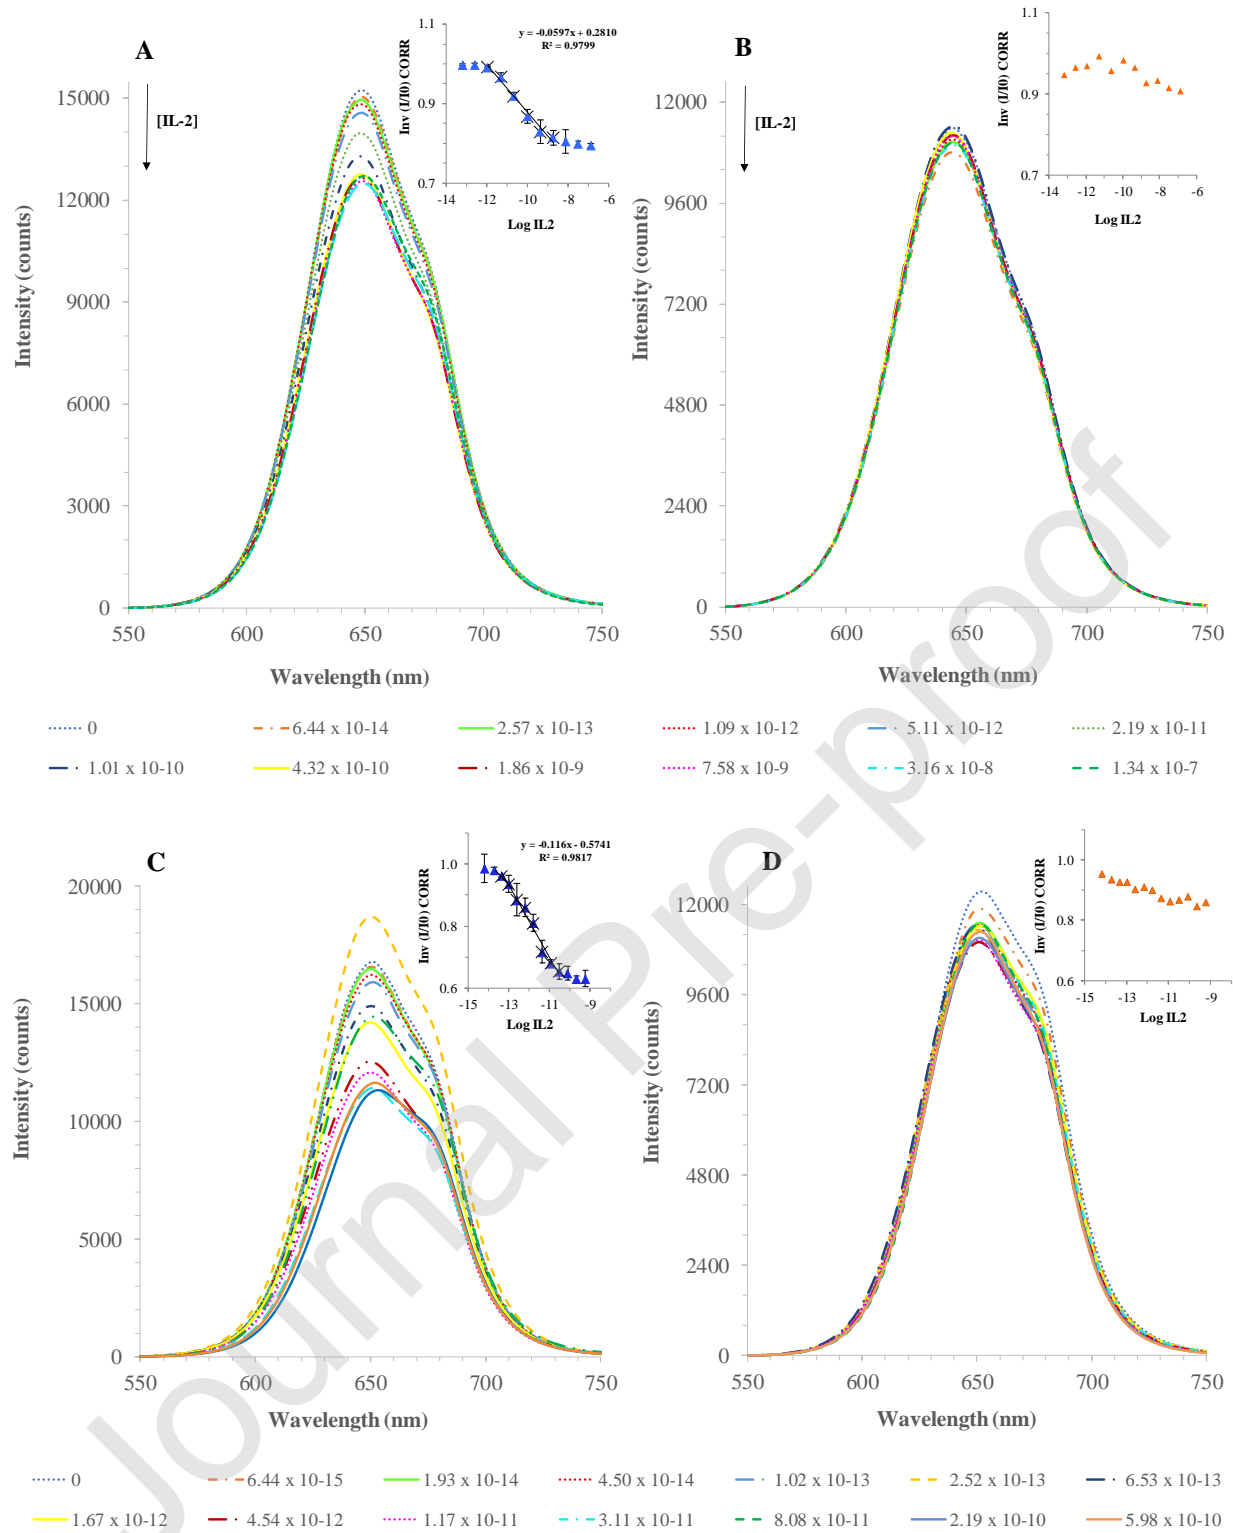 A
[IL-2]
Intensity (counts)
15000
12000
9000
6000
3000
0
550
600
650
700
750
Wavelength (nm)
Inv (I/I0) CORR
1.1
0.9
0.7
-14
-12
-10
-8
-6
Log IL2
y = -0.0597x + 0.2810
R² = 0.9799
B
[IL-2]
Intensity (counts)
12000
9600
7200
4800
2400
0
550
600
650
700
750
Wavelength (nm)
Inv (I/I0) CORR
1.1
0.9
0.7
-14
-12
-10
-8
-6
Log IL2
0
6.44 x 10-14
2.57 x 10-13
1.09 x 10-12
5.11 x 10-12
2.19 x 10-11
1.01 x 10-10
4.32 x 10-10
1.86 x 10-9
7.58 x 10-9
3.16 x 10-8
1.34 x 10-7
C
Intensity (counts)
20000
15000
10000
5000
0
550
600
650
700
750
Wavelength (nm)
Inv (I/I0) CORR
1.0
0.8
0.6
-15
-13
-11
-9
Log IL2
y = -0.116x - 0.5741
R² = 0.9817
D
Intensity (counts)
12000
9600
7200
4800
2400
0
550
600
650
700
750
Wavelength (nm)
Inv (I/I0) CORR
1.0
0.8
0.6
-15
-13
-11
-9
Log IL2
0
6.44 x 10-15
1.93 x 10-14
4.50 x 10-14
1.02 x 10-13
2.52 x 10-13
6.53 x 10-13
1.67 x 10-12
4.54 x 10-12
1.17 x 10-11
3.11 x 10-11
8.08 x 10-11
2.19 x 10-10
5.98 x 10-10
Journal Pre-proof